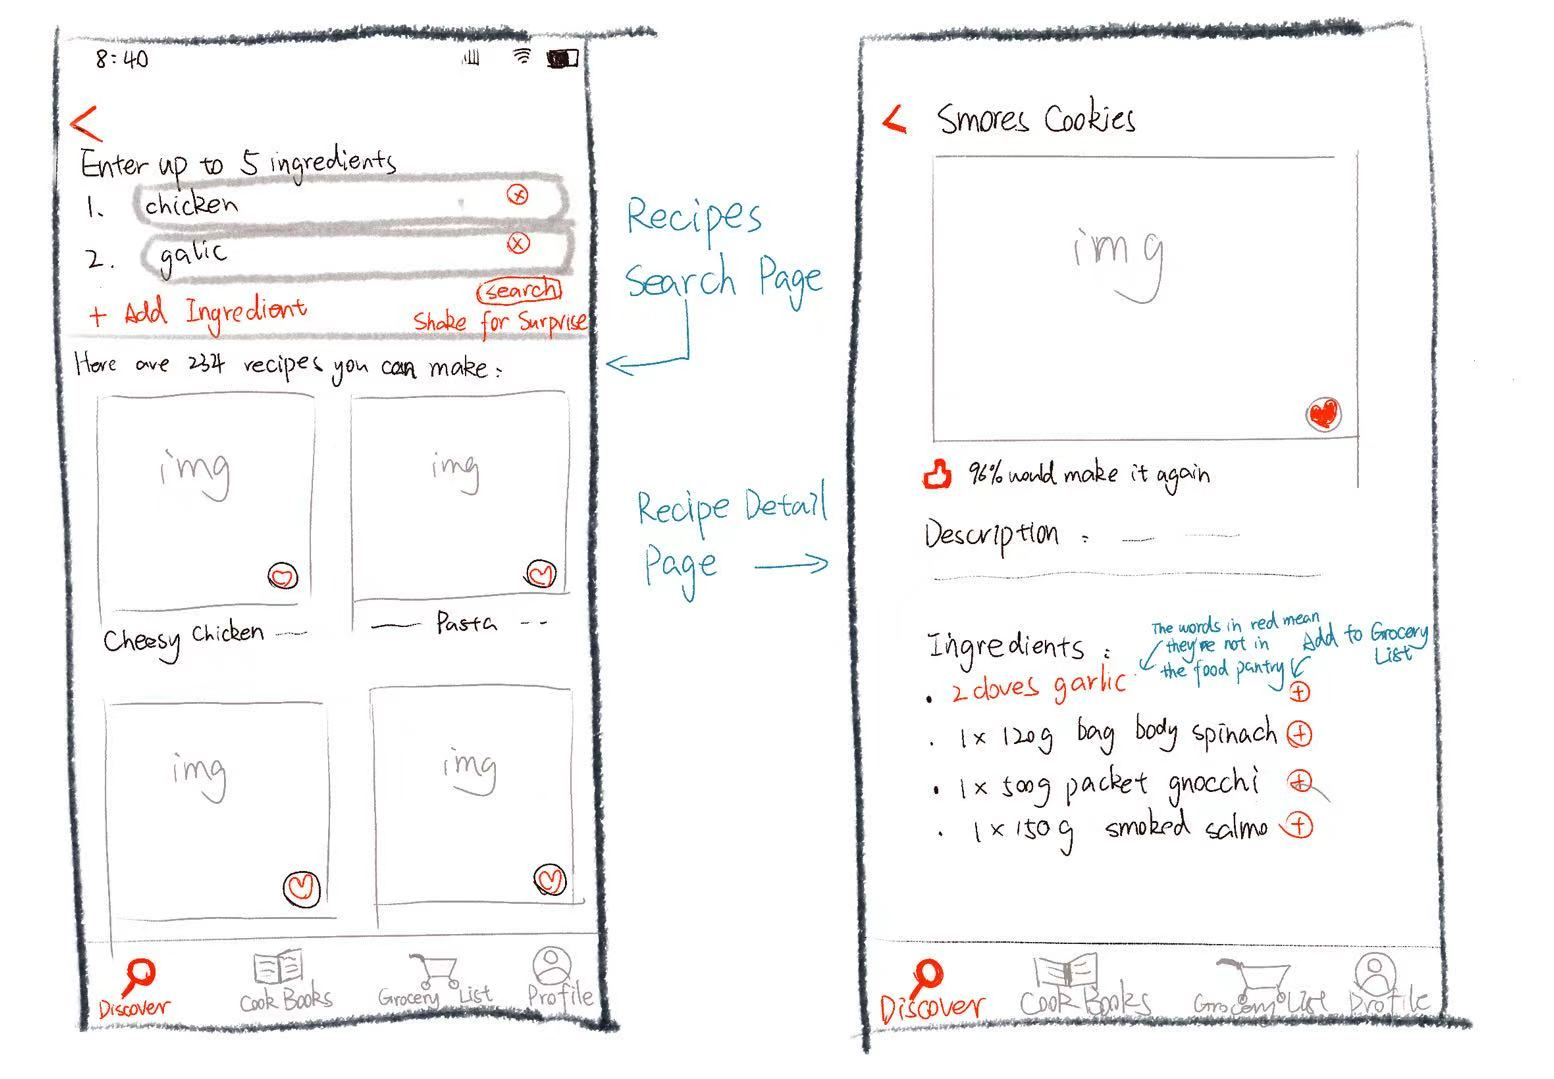 8:40
Enter up to 5 ingredients
1. chicken
2. galic
+ Add Ingredient
search
Shake for Surprise
Here are 234 recipes you can make:
img
img
Cheesy Chicken
Pasta
img
img
Discover
Cook Books
Grocery List
Profile
Recipes
Search Page
Recipe Detail
Page
Smores Cookies
img
96% would make it again
Description :
Ingredients :
The words in red mean
they're not in
the food pantry
Add to Grocery
List
• 2 cloves garlic
• 1 x 120g bag body spinach
• 1 x 500g packet gnocchi
• 1 x 150g smoked salmo
Discover
Cook Books
Grocery List
Profile